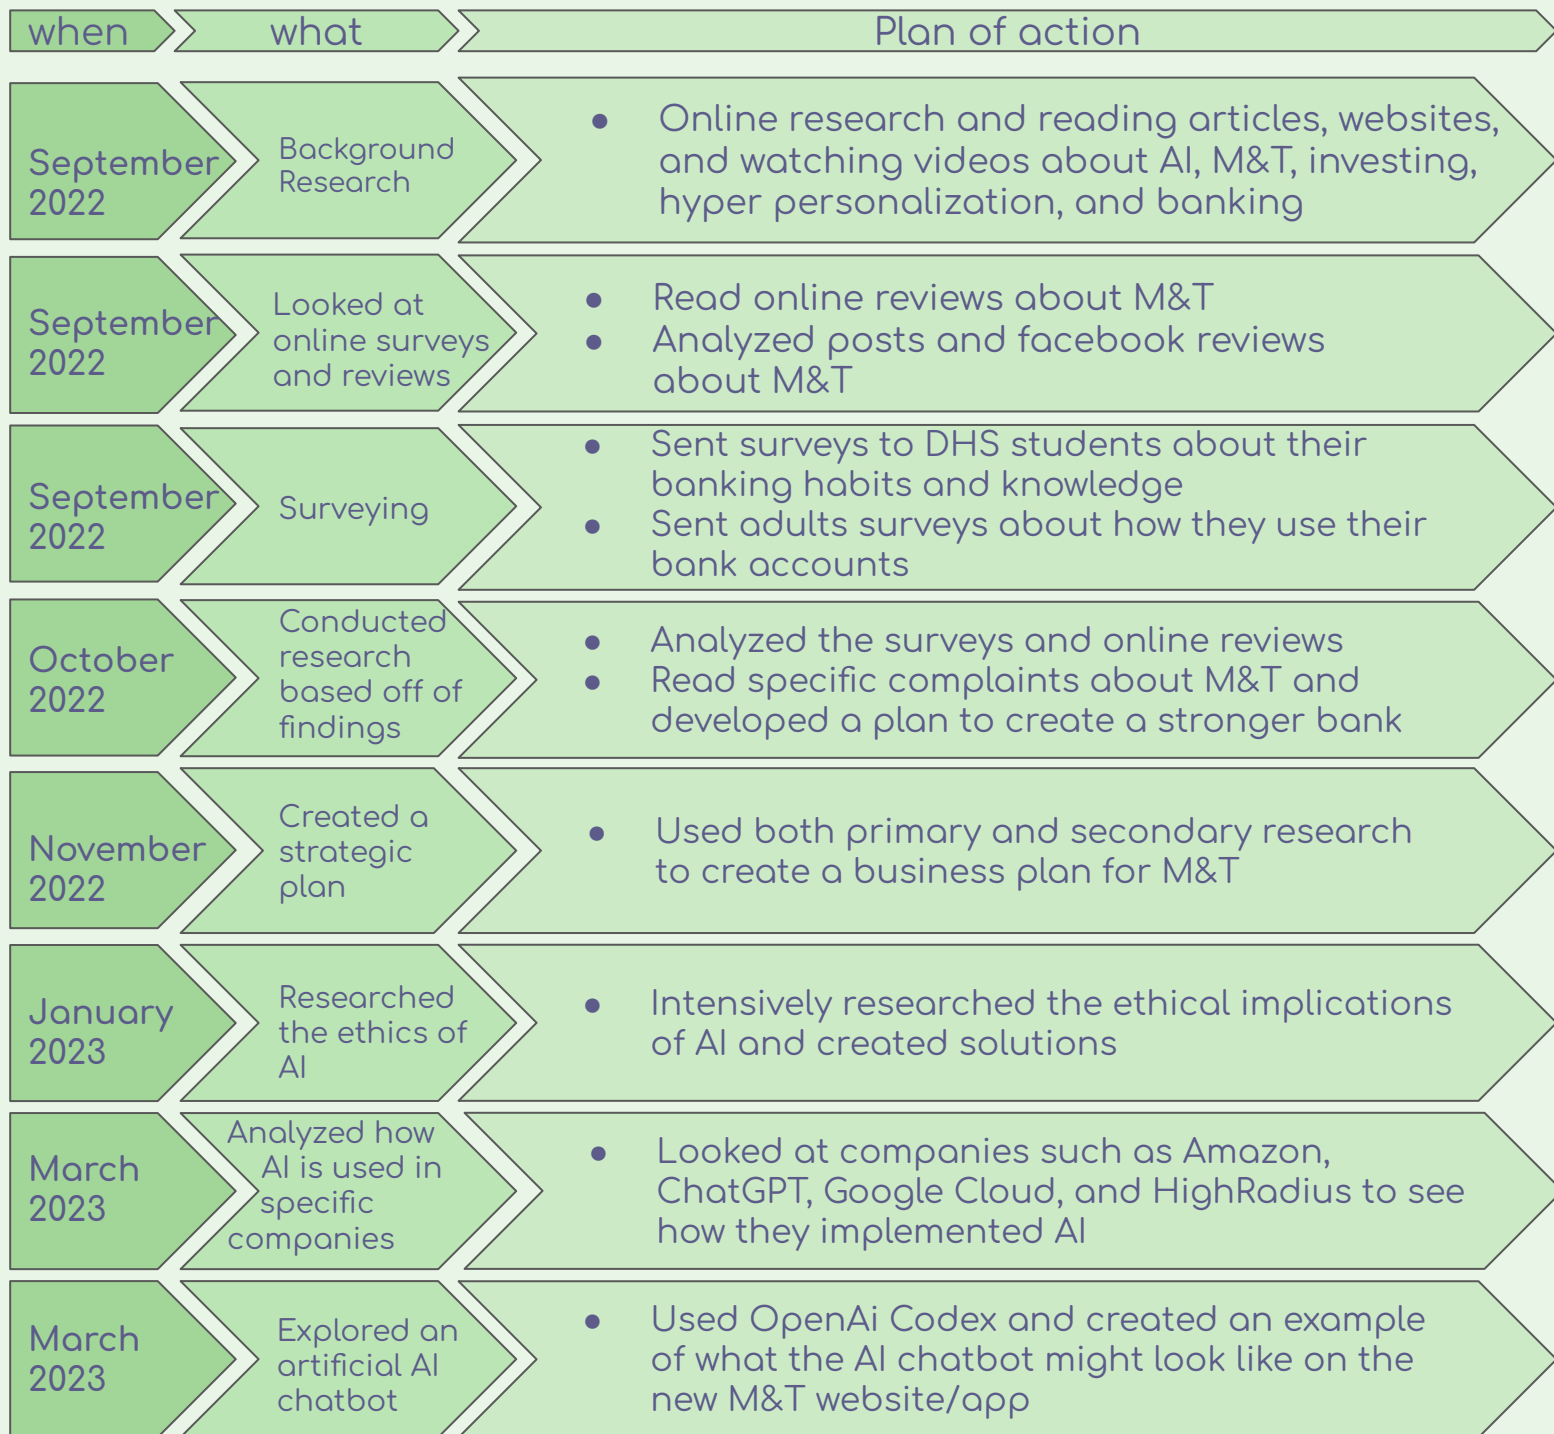 when
what
Plan of action
September
2022
Background
Research
● Online research and reading articles, websites,
and watching videos about AI, M&T, investing,
hyper personalization, and banking
September
2022
Looked at
online surveys
and reviews
● Read online reviews about M&T
● Analyzed posts and facebook reviews
about M&T
September
2022
Surveying
● Sent surveys to DHS students about their
banking habits and knowledge
● Sent adults surveys about how they use their
bank accounts
October
2022
Conducted
research
based off of
findings
● Analyzed the surveys and online reviews
● Read specific complaints about M&T and
developed a plan to create a stronger bank
November
2022
Created a
strategic
plan
● Used both primary and secondary research
to create a business plan for M&T
January
2023
Researched
the ethics of
AI
● Intensively researched the ethical implications
of AI and created solutions
March
2023
Analyzed how
AI is used in
specific
companies
● Looked at companies such as Amazon,
ChatGPT, Google Cloud, and HighRadius to see
how they implemented AI
March
2023
Explored an
artificial AI
chatbot
● Used OpenAi Codex and created an example
of what the AI chatbot might look like on the
new M&T website/app